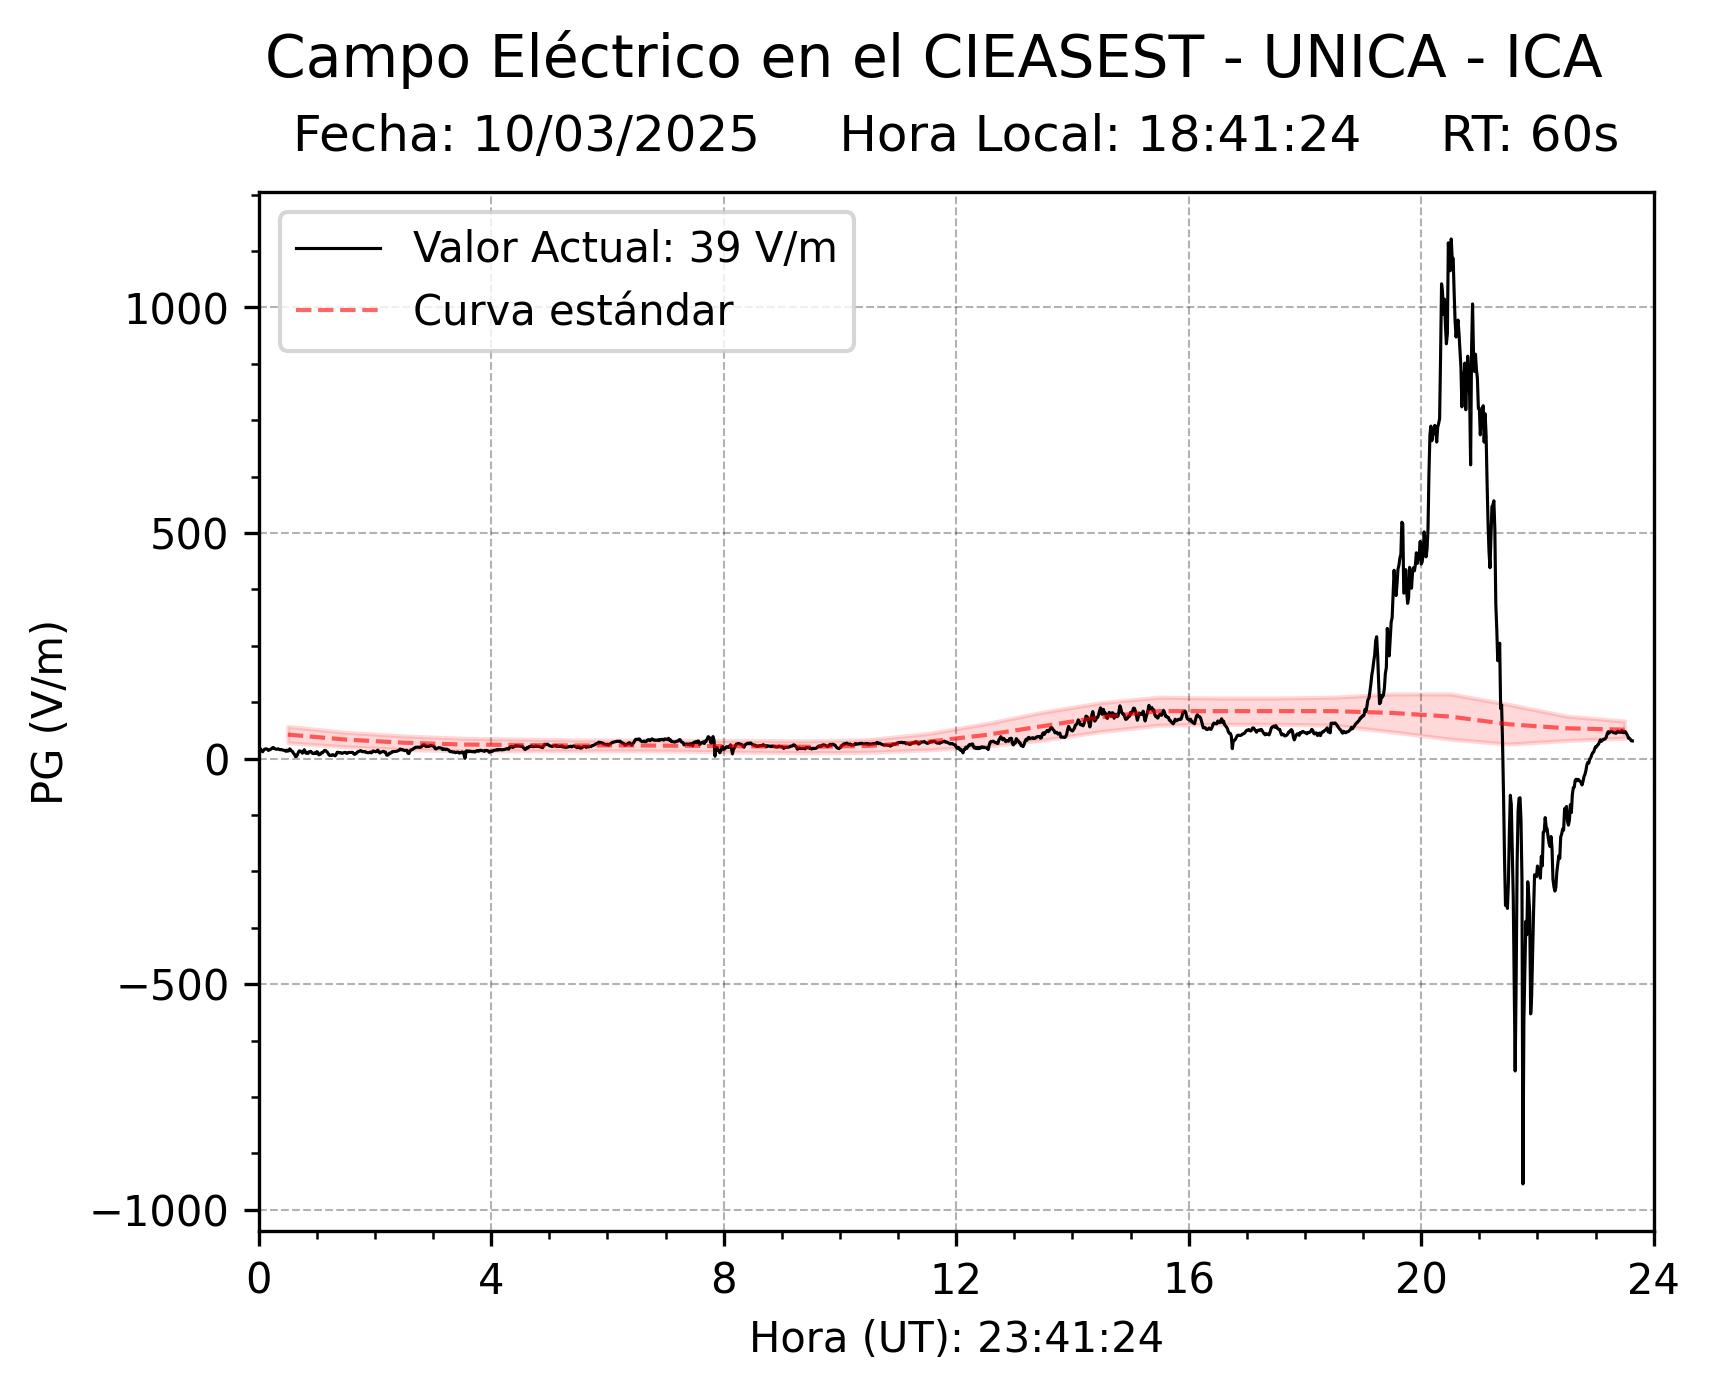 Campo Eléctrico en el CIEASEST - UNICA - ICA
Fecha: 10/03/2025 Hora Local: 18:41:24 RT: 60s
Valor Actual: 39 V/m
Curva estándar
1000
500
0
−500
−1000
PG (V/m)
0 4 8 12 16 20 24
Hora (UT): 23:41:24